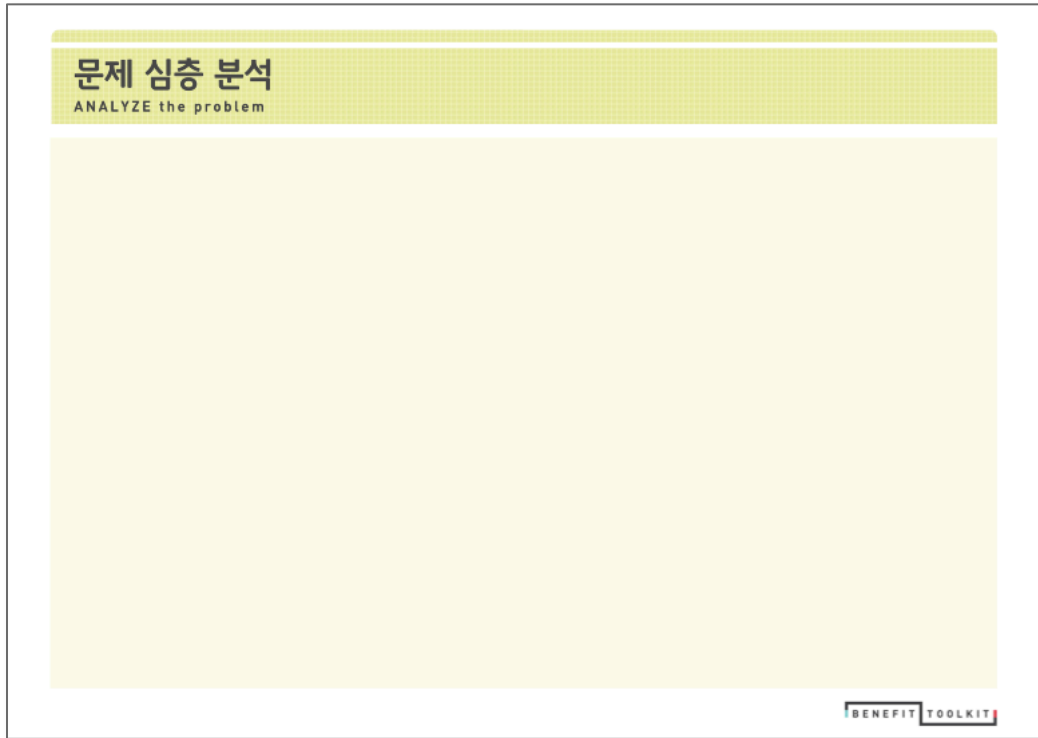 문제 심층 분석
ANALYZE the problem
BENEFIT TOOLKIT